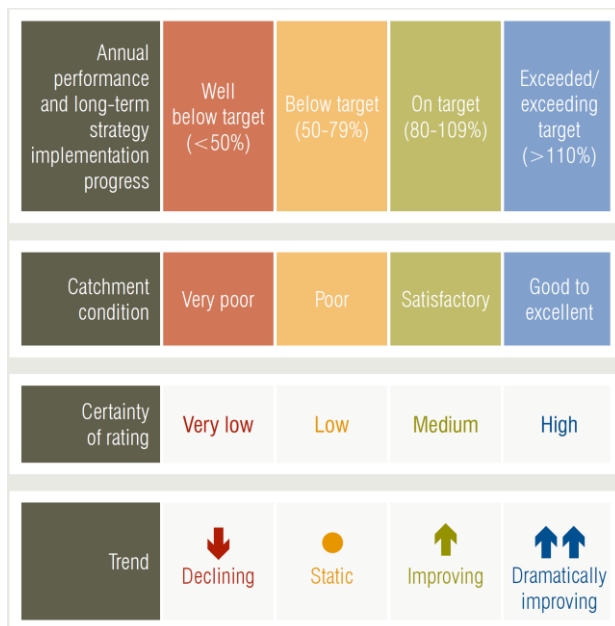 Annual
performance
and long-term
strategy
implementation
progress
Well
below target
(<50%)
Below target
(50-79%)
On target
(80-109%)
Exceeded/
exceeding
target
(>110%)
Catchment
condition
Very poor
Poor
Satisfactory
Good to
excellent
Certainty
of rating
Very low
Low
Medium
High
Trend
Declining
Static
Improving
Dramatically
improving